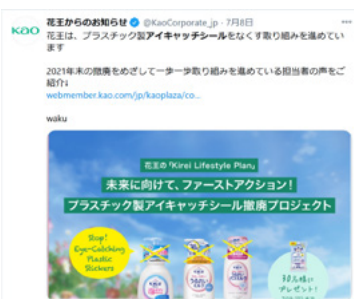 Kao
花王からのお知らせ @KaoCorporate_jp · 7月8日
花王は、プラスチック製アイキャッチシールをなくす取り組みを進めてい
ます
2021年末の撤廃をめざして一歩一歩取り組みを進めている担当者の声をご
紹介↓
webmember.kao.com/jp/kaoplaza/co...
waku
花王の「Kirei Lifestyle Plan」
未来に向けて、ファーストアクション！
プラスチック製アイキャッチシール撤廃プロジェクト
Stop!
Eye-Catching
Plastic
Stickers
プレゼント！